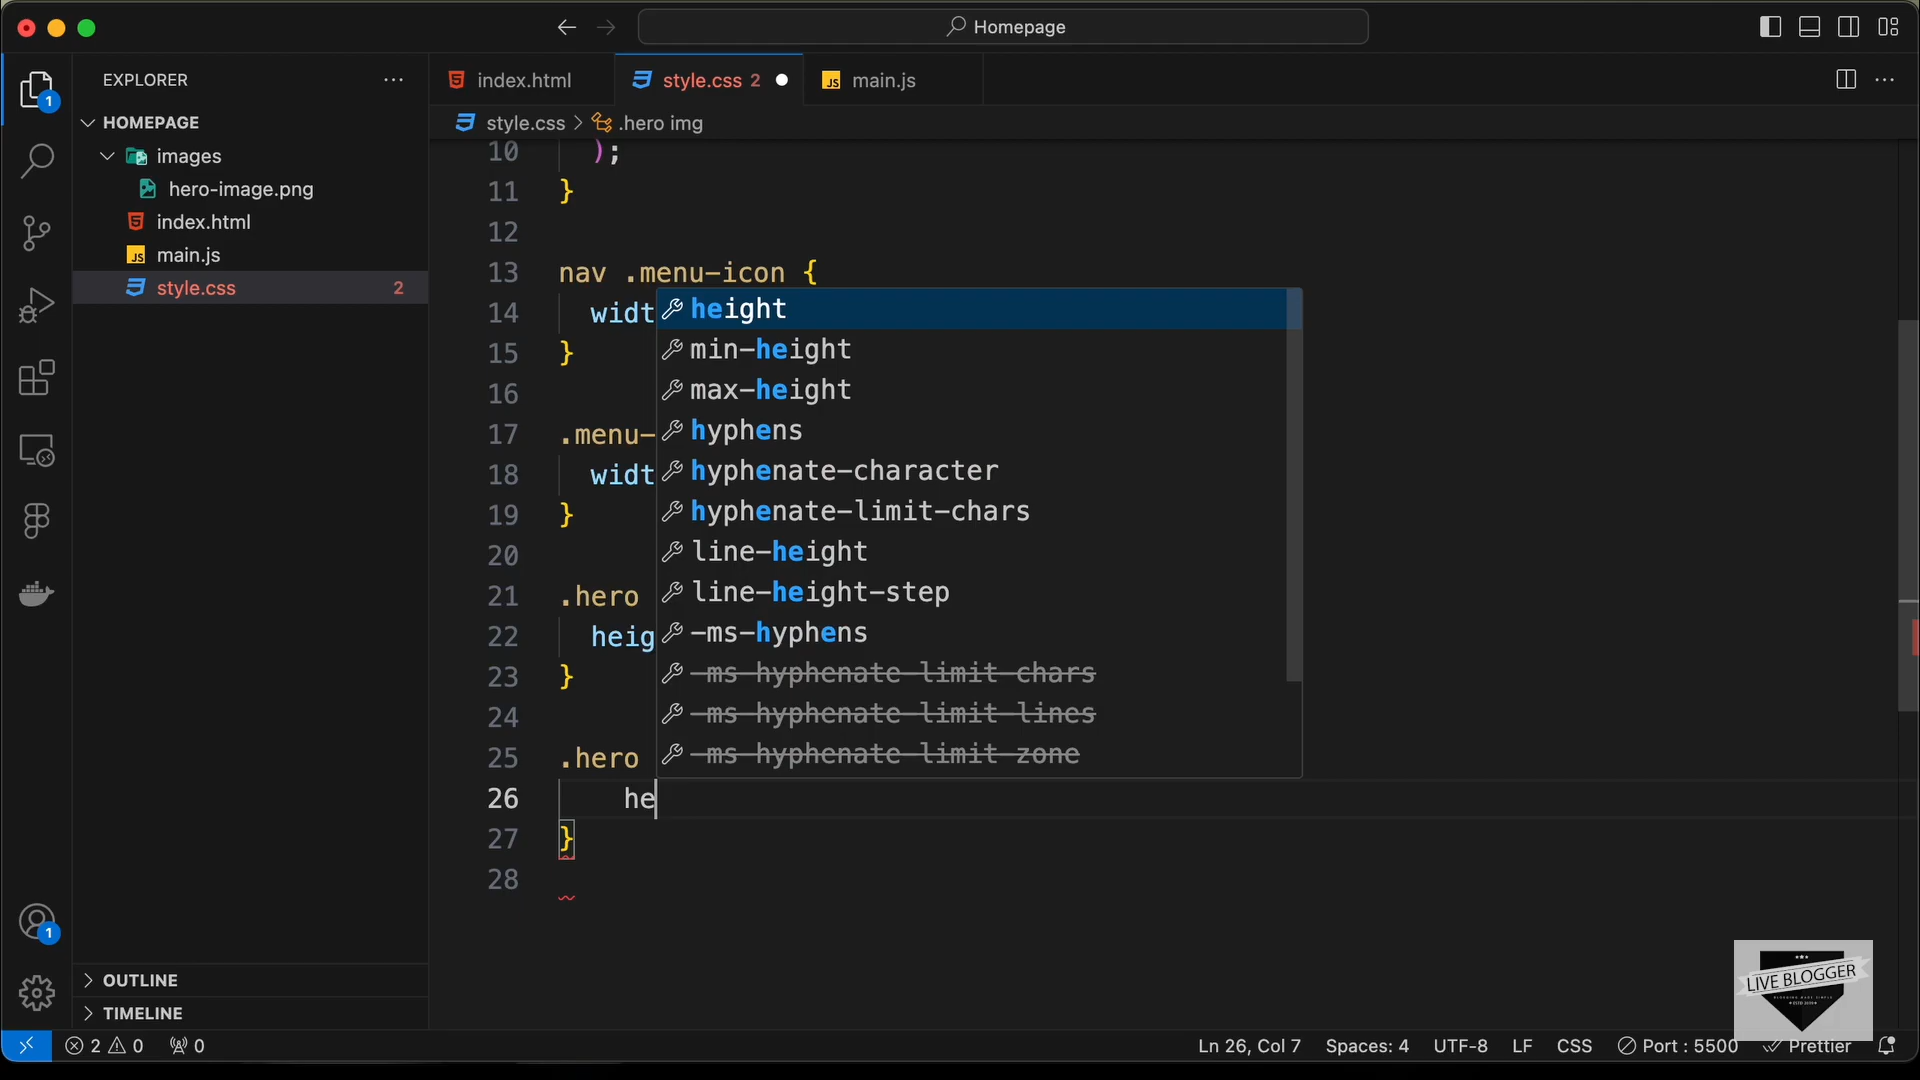 Homepage
EXPLORER
index.html
style.css 2
main.js
HOMEPAGE
style.css > .hero img
images
hero-image.png
index.html
main.js
style.css 2
10 );
11 }
12
13 nav .menu-icon {
14 widt
15 }
16
17 .menu-
18 widt
19 }
20
21 .hero
22 heig
23 }
24
25 .hero
26 he
27 }
28
height
min-height
max-height
hyphens
hyphenate-character
hyphenate-limit-chars
line-height
line-height-step
-ms-hyphens
-ms-hyphenate-limit-chars
-ms-hyphenate-limit-lines
-ms-hyphenate-limit-zone
1
1
OUTLINE
TIMELINE
LIVE BLOGGER
2 0 0
Ln 26, Col 7 Spaces: 4 UTF-8 LF CSS Port : 5500 Prettier